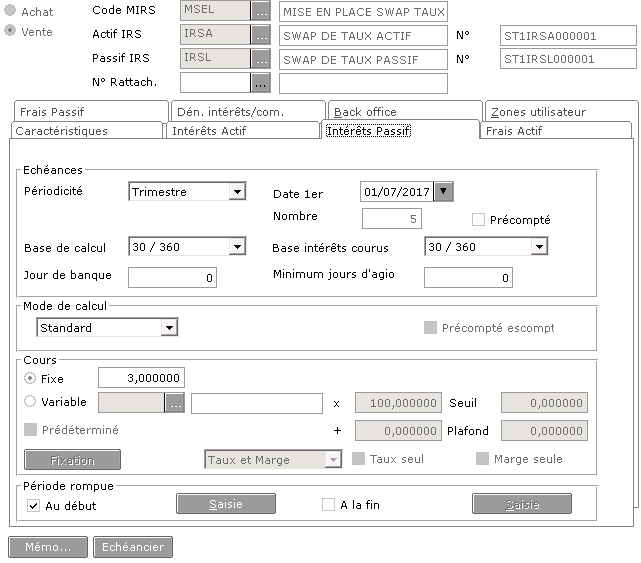 Achat Code MIRS MSEL ... MISE EN PLACE SWAP TAUX
Vente Actif IRS IRSA ... SWAP DE TAUX ACTIF N° ST1IRSA000001
Passif IRS IRSL ... SWAP DE TAUX PASSIF N° ST1IRSL000001
N° Rattach. ...
Frais Passif Dén. intérêts/com. Back office Zones utilisateur
Caractéristiques Intérêts Actif Intérêts Passif Frais Actif
Echéances
Périodicité Trimestre Date 1er 01/07/2017
Nombre 5 Précompté
Base de calcul 30 / 360 Base intérêts courus 30 / 360
Jour de banque 0 Minimum jours d'agio 0
Mode de calcul
Standard Précompté escompt
Cours
Fixe 3,000000
Variable ... x 100,000000 Seuil 0,000000
Prédéterminé + 0,000000 Plafond 0,000000
Fixation Taux et Marge Taux seul Marge seule
Période rompue
Au début Saisie A la fin Saisie
Mémo... Echéancier